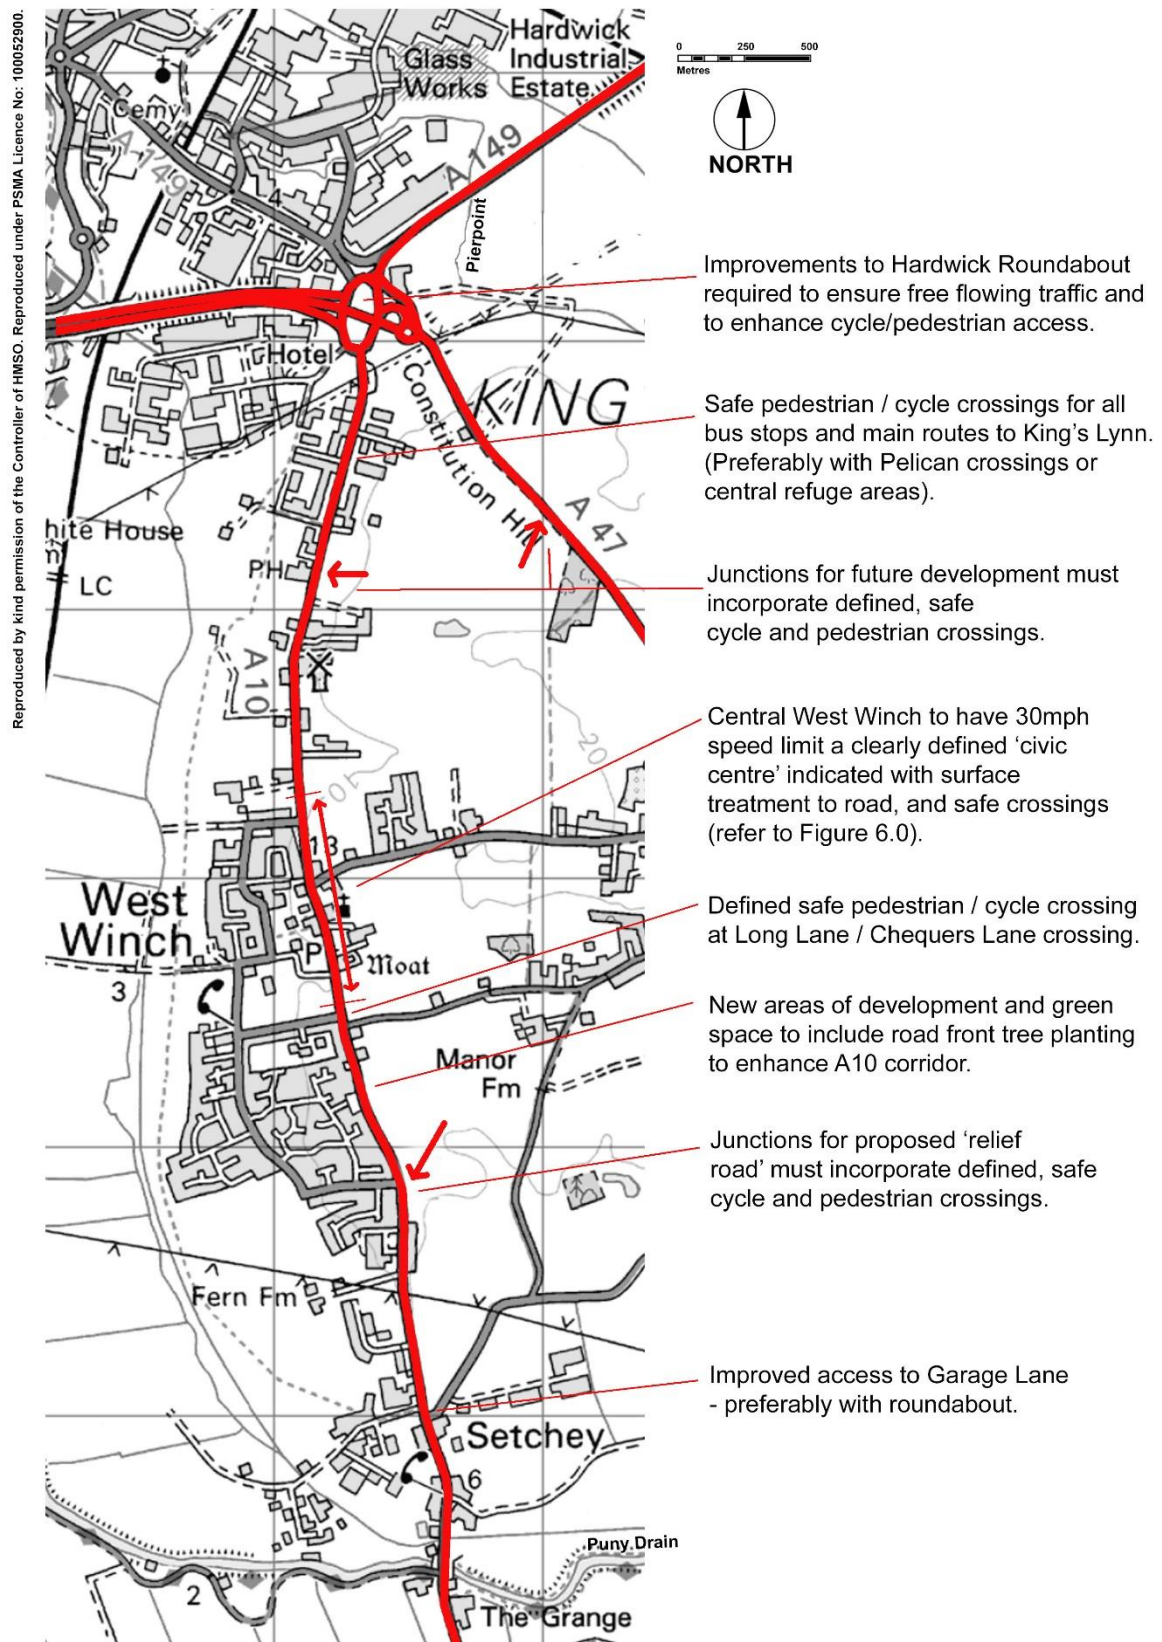 Reproduced by kind permission of the Controller of HMSO. Reproduced under PSMA Licence No: 100052900.
Hardwick
Industrial
Estate
Glass
Works
Cemy
A 149
A 149
4
Pierpoint
0 250 500
Metres
NORTH
Improvements to Hardwick Roundabout
required to ensure free flowing traffic and
to enhance cycle/pedestrian access.
Hotel
Constitution Hill
KING
A 47
Safe pedestrian / cycle crossings for all
bus stops and main routes to King's Lynn.
(Preferably with Pelican crossings or
central refuge areas).
hite House
m
LC
PH
Junctions for future development must
incorporate defined, safe
cycle and pedestrian crossings.
A 10
20
10
Central West Winch to have 30mph
speed limit a clearly defined 'civic
centre' indicated with surface
treatment to road, and safe crossings
(refer to Figure 6.0).
13
West
Winch
P
Moat
3
Defined safe pedestrian / cycle crossing
at Long Lane / Chequers Lane crossing.
New areas of development and green
space to include road front tree planting
to enhance A10 corridor.
Manor
Fm
Junctions for proposed 'relief
road' must incorporate defined, safe
cycle and pedestrian crossings.
Fern Fm
Improved access to Garage Lane
- preferably with roundabout.
Setchey
6
Puny Drain
2
The Grange